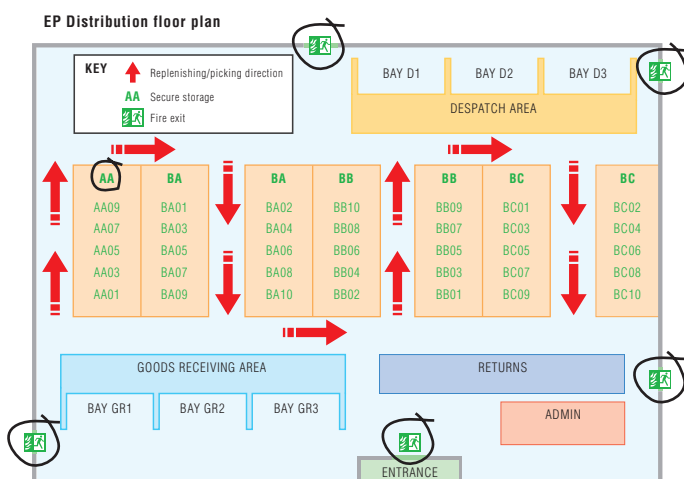 EP Distribution floor plan
KEY
Replenishing/picking direction
AA Secure storage
Fire exit
BAY D1 BAY D2 BAY D3
DESPATCH AREA
AA BA BA BB BB BC BC
AA09 BA01 BA02 BB10 BB09 BC01 BC02
AA07 BA03 BA04 BB08 BB07 BC03 BC04
AA05 BA05 BA06 BB06 BB05 BC05 BC06
AA03 BA07 BA08 BB04 BB03 BC07 BC08
AA01 BA09 BA10 BB02 BB01 BC09 BC10
GOODS RECEIVING AREA RETURNS
BAY GR1 BAY GR2 BAY GR3
ADMIN
ENTRANCE